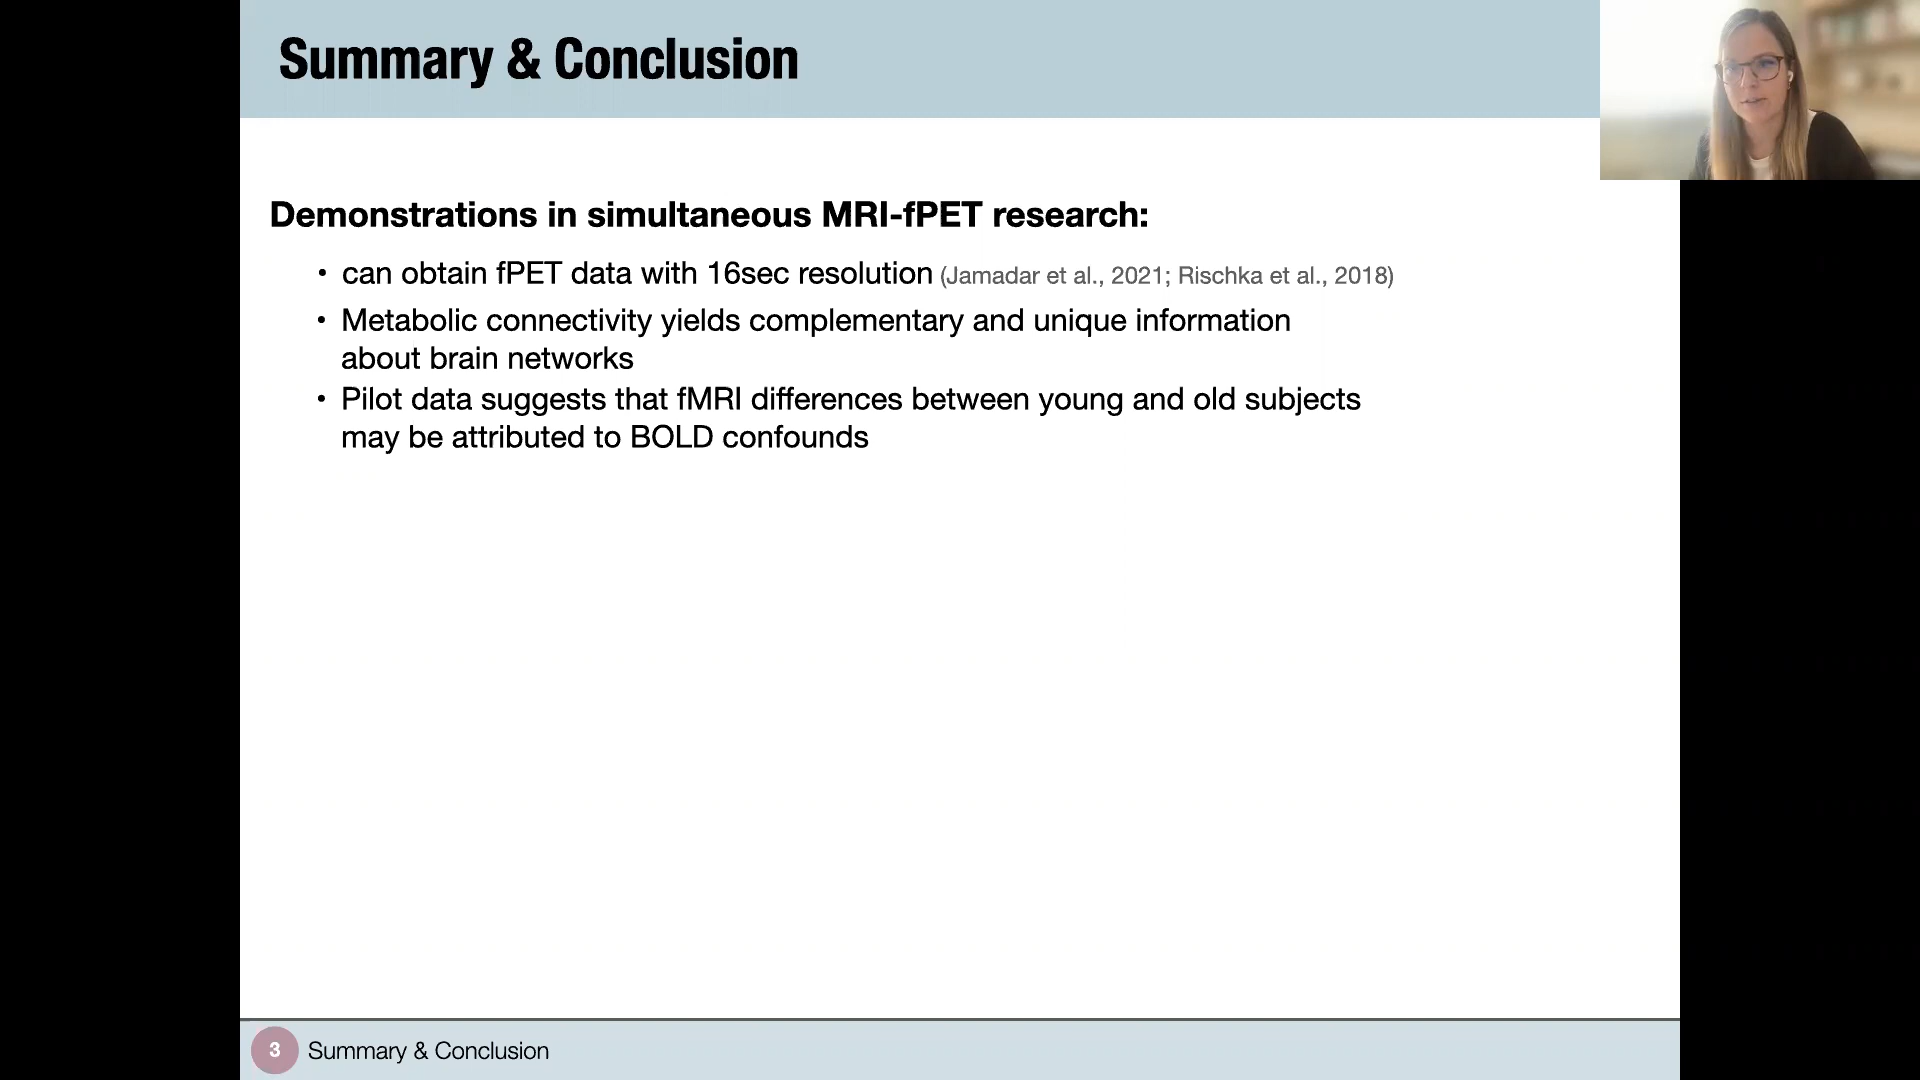 Summary & Conclusion
Demonstrations in simultaneous MRI-fPET research:
• can obtain fPET data with 16sec resolution (Jamadar et al., 2021; Rischka et al., 2018)
• Metabolic connectivity yields complementary and unique information
about brain networks
• Pilot data suggests that fMRI differences between young and old subjects
may be attributed to BOLD confounds
3 Summary & Conclusion